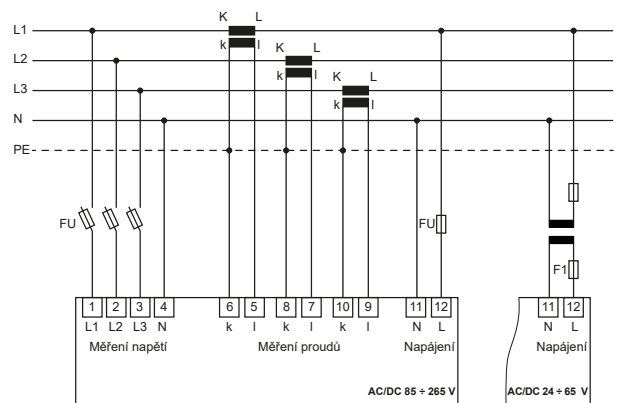 K L
L1
k l
K L
L2
k l
K L
L3
k l
N
PE
FU
FU
F1
1 2 3 4 6 5 8 7 10 9 11 12 11 12
L1 L2 L3 N k l k l k l N L N L
Měření napětí Měření proudů Napájení Napájení
AC/DC 85 ÷ 265 V AC/DC 24 ÷ 65 V